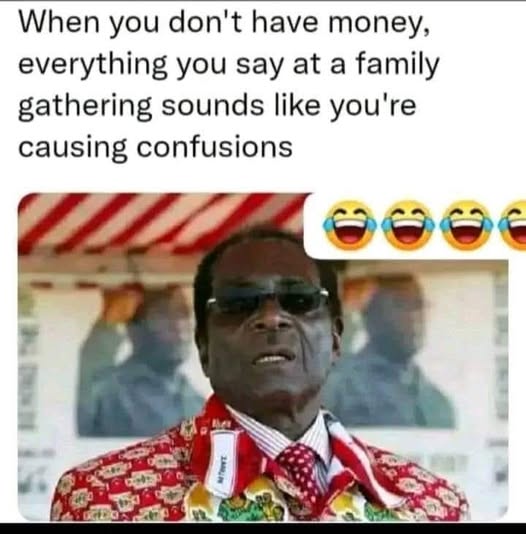 When you don't have money,
everything you say at a family
gathering sounds like you're
causing confusions